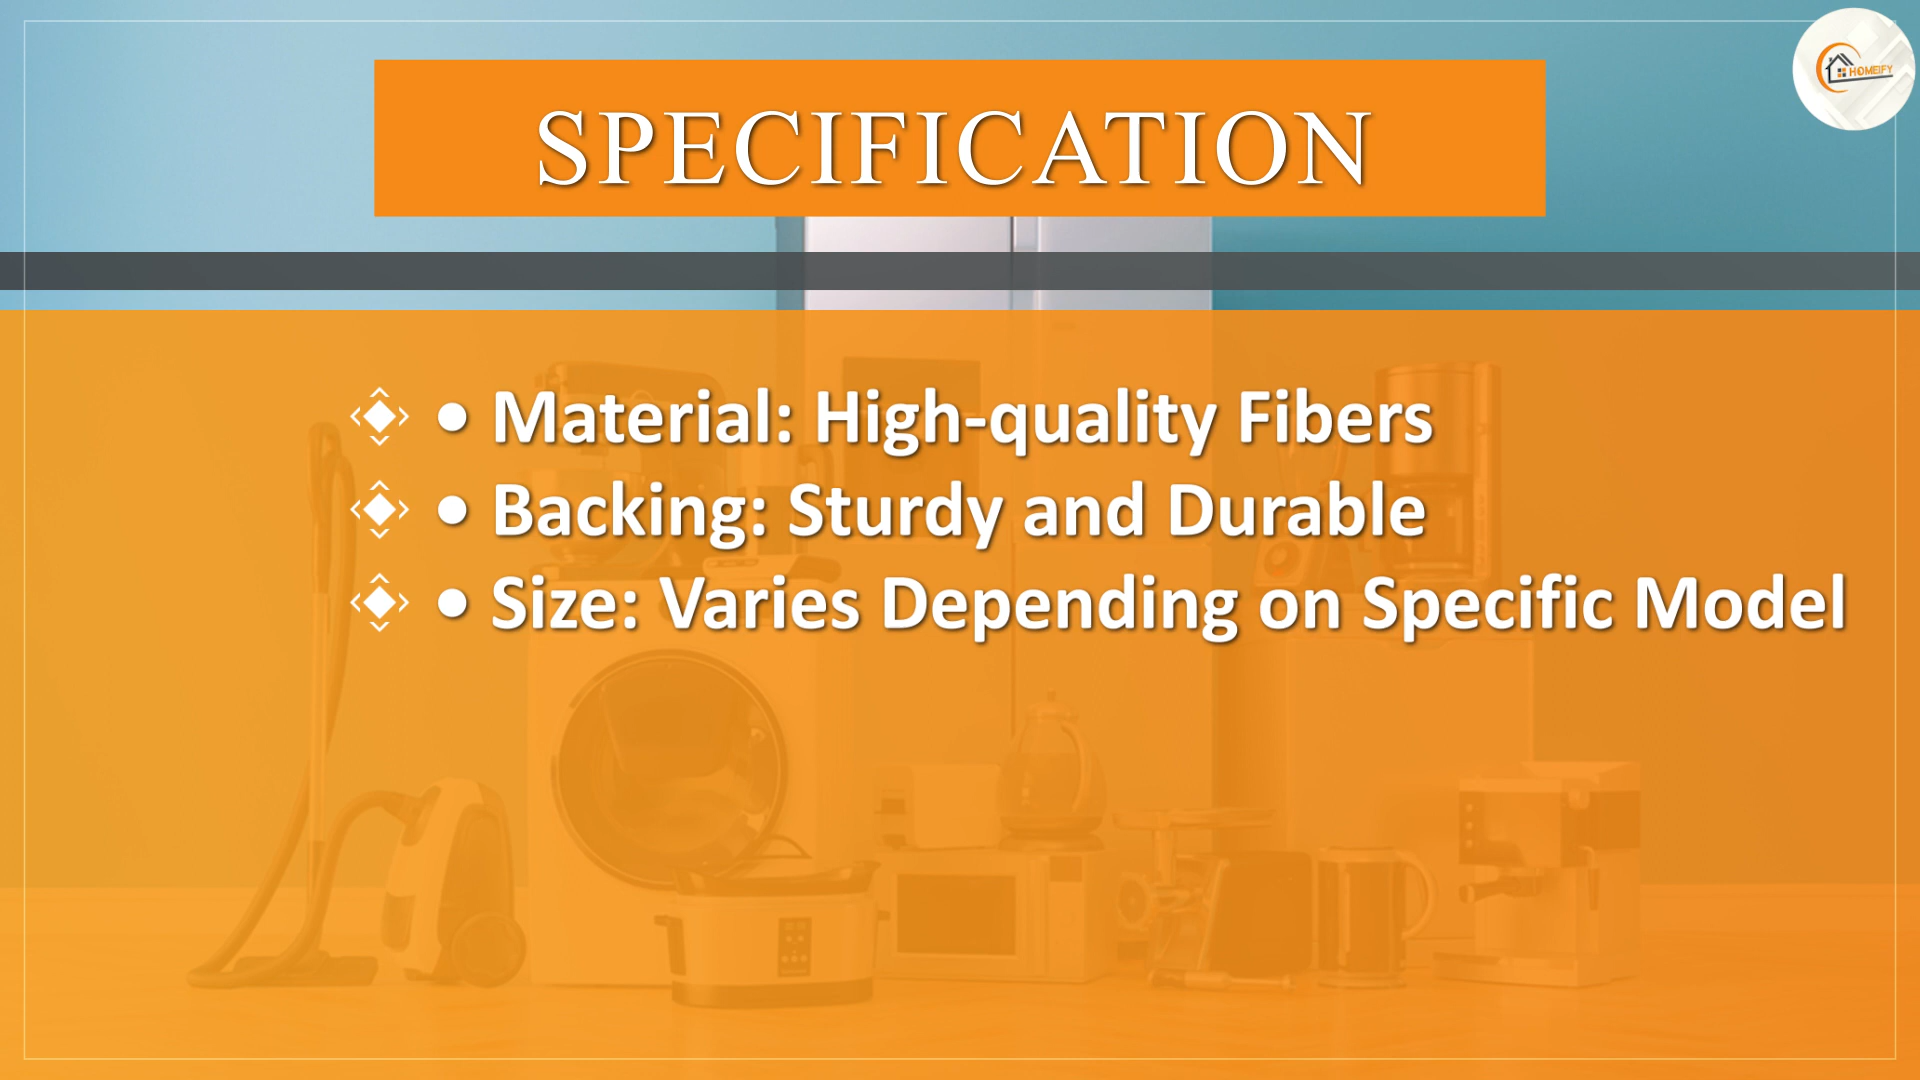 SPECIFICATION
HOMEIFY
• Material: High-quality Fibers
• Backing: Sturdy and Durable
• Size: Varies Depending on Specific Model